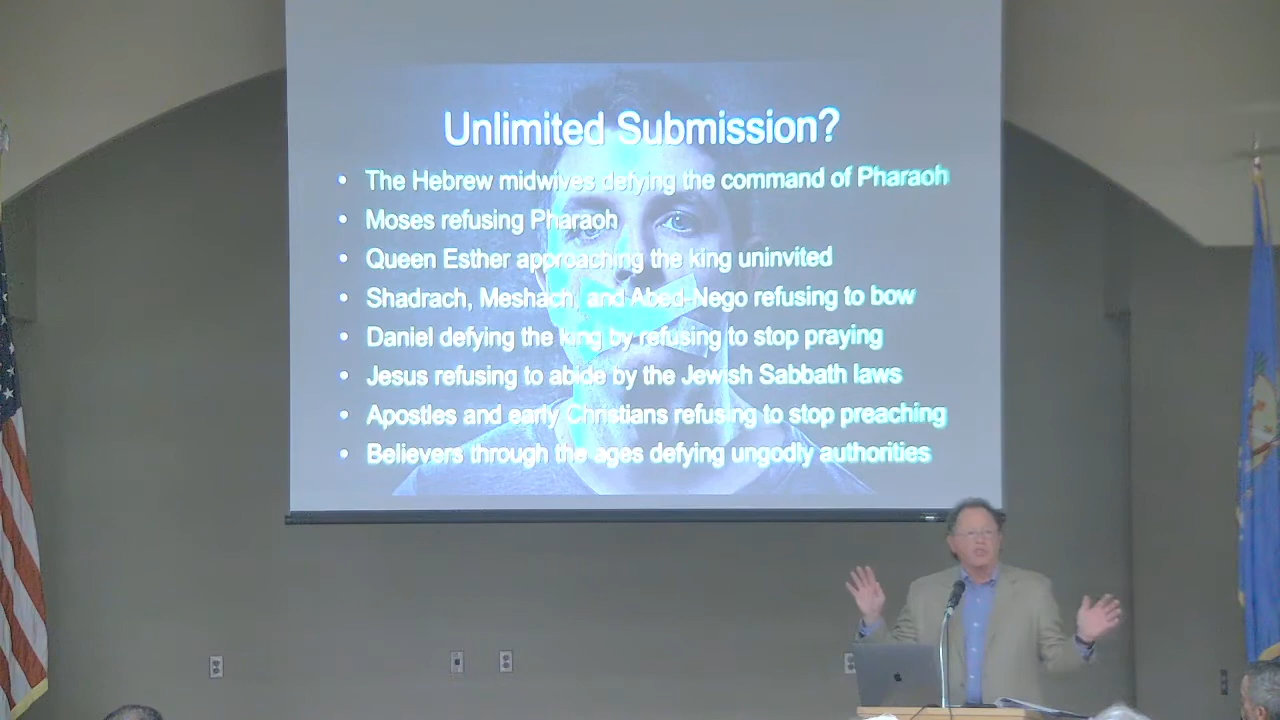 Unlimited Submission?
• The Hebrew midwives defying the command of Pharaoh
• Moses refusing Pharaoh
• Queen Esther approaching the king uninvited
• Shadrach, Meshach, and Abed-Nego refusing to bow
• Daniel defying the king by refusing to stop praying
• Jesus refusing to abide by the Jewish Sabbath laws
• Apostles and early Christians refusing to stop preaching
• Believers through the ages defying ungodly authorities